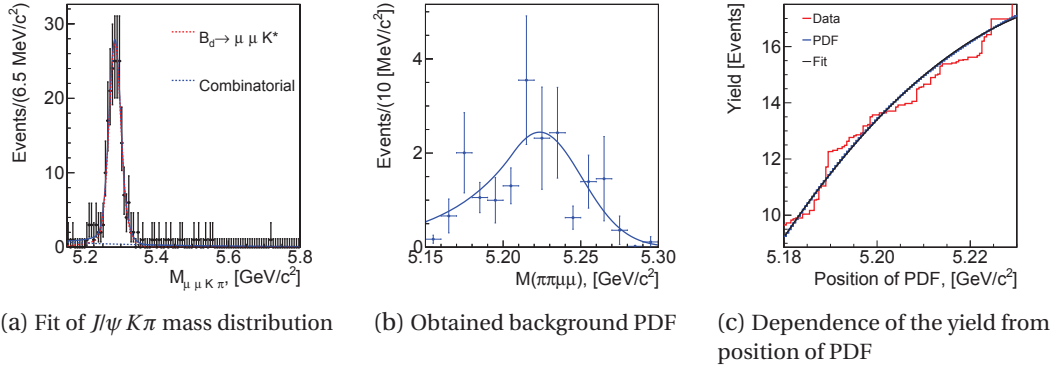 Events/(6.5 MeV/c²)
30
20
10
0
B_d→ μ μ K*
Combinatorial
5.2 5.4 5.6 5.8
M_μ μ K π, [GeV/c²]
(a) Fit of J/ψ Kπ mass distribution
Events/(10 [MeV/c²)
4
2
0
5.15 5.20 5.25 5.30
M(ππμμ), [GeV/c²]
(b) Obtained background PDF
Yield [Events]
16
14
12
10
Data
PDF
Fit
5.18 5.20 5.22
Position of PDF, [GeV/c²]
(c) Dependence of the yield from
position of PDF